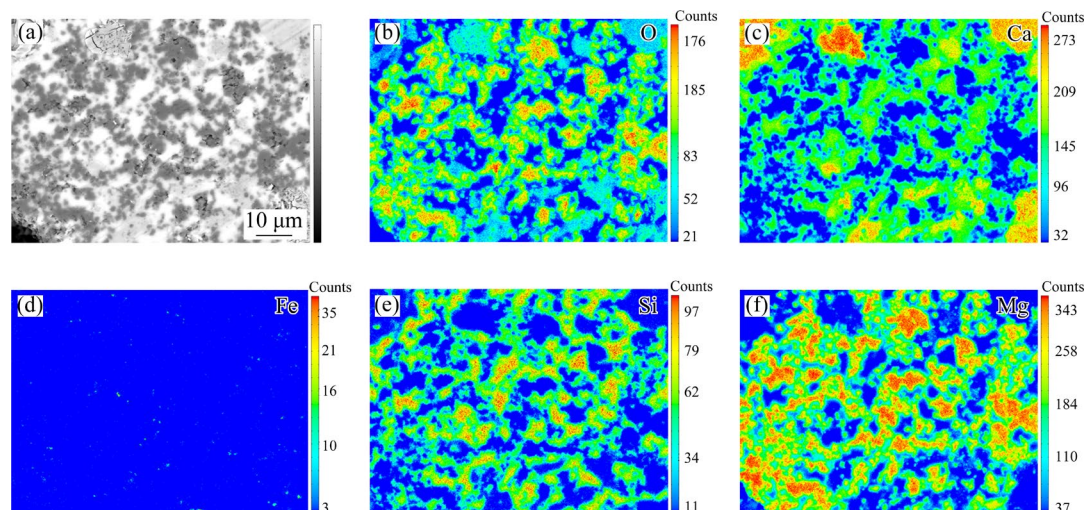 (a)
10 μm
(b)
O
Counts
176
185
83
52
21
(c)
Ca
Counts
273
209
145
96
32
(d)
Fe
Counts
35
21
16
10
3
(e)
Si
Counts
97
79
62
34
11
(f)
Mg
Counts
343
258
184
110
37